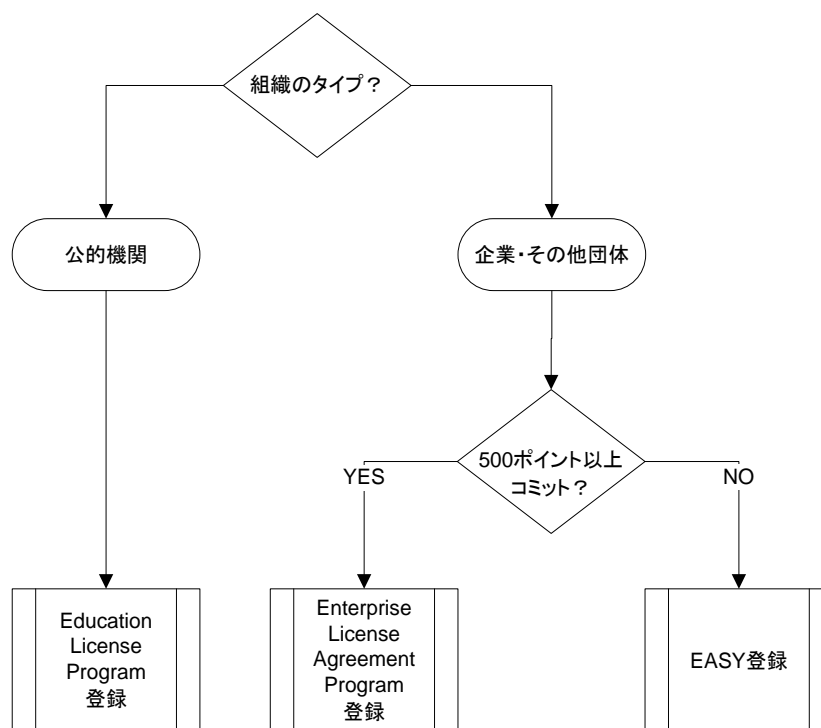 組織のタイプ？
公的機関
企業・その他団体
500ポイント以上
コミット？
YES
NO
Education
License
Program
登録
Enterprise
License
Agreement
Program
登録
EASY登録